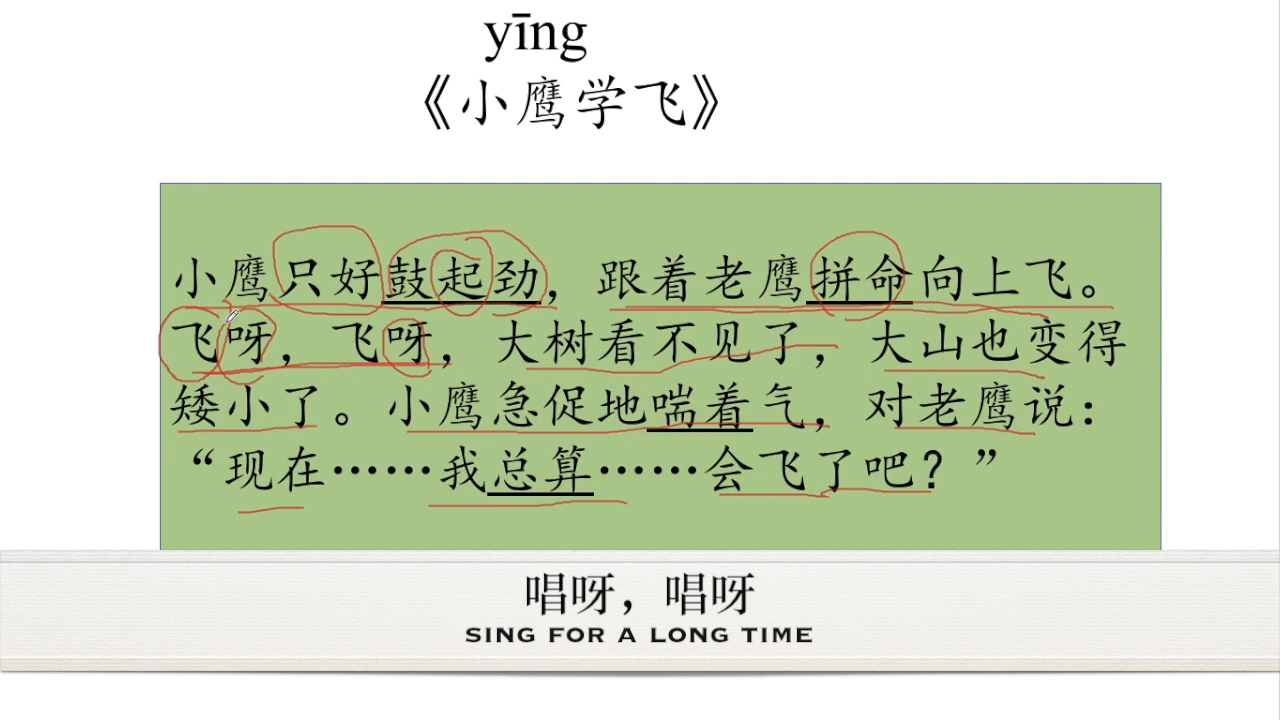 yīng
《小鹰学飞》
小鹰只好鼓起劲，跟着老鹰拼命向上飞。
飞呀，飞呀，大树看不见了，大山也变得
矮小了。小鹰急促地喘着气，对老鹰说：
“现在……我总算……会飞了吧？”
唱呀，唱呀
SING FOR A LONG TIME